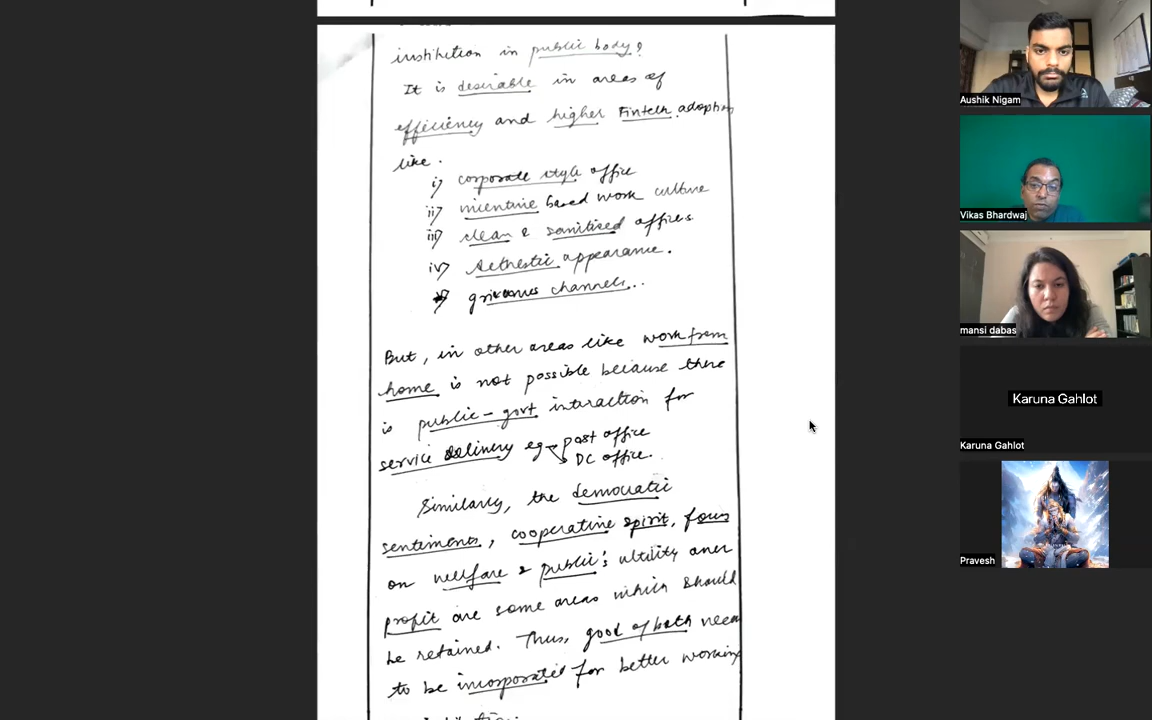 institution in public body?
It is desirable in areas of
efficiency and higher Fintech adoption
like.
i) corporate style office
ii) incentive based work culture
iii) clean & sanitised offices
iv) Aethestic appearance.
v) grivanus channels..
But, in other areas like work from
home is not possible because there
is public-govt interaction for
service delivery eg → post office
→ DC office.
Similarly, the democratic
sentiments, cooperative spirit, focus
on wellfare & public's utility over
profit are some areas which should
be retained. Thus, good of both need
to be incorporated for better working
Aushik Nigam
Vikas Bhardwaj
mansi dabas
Karuna Gahlot
Karuna Gahlot
Pravesh